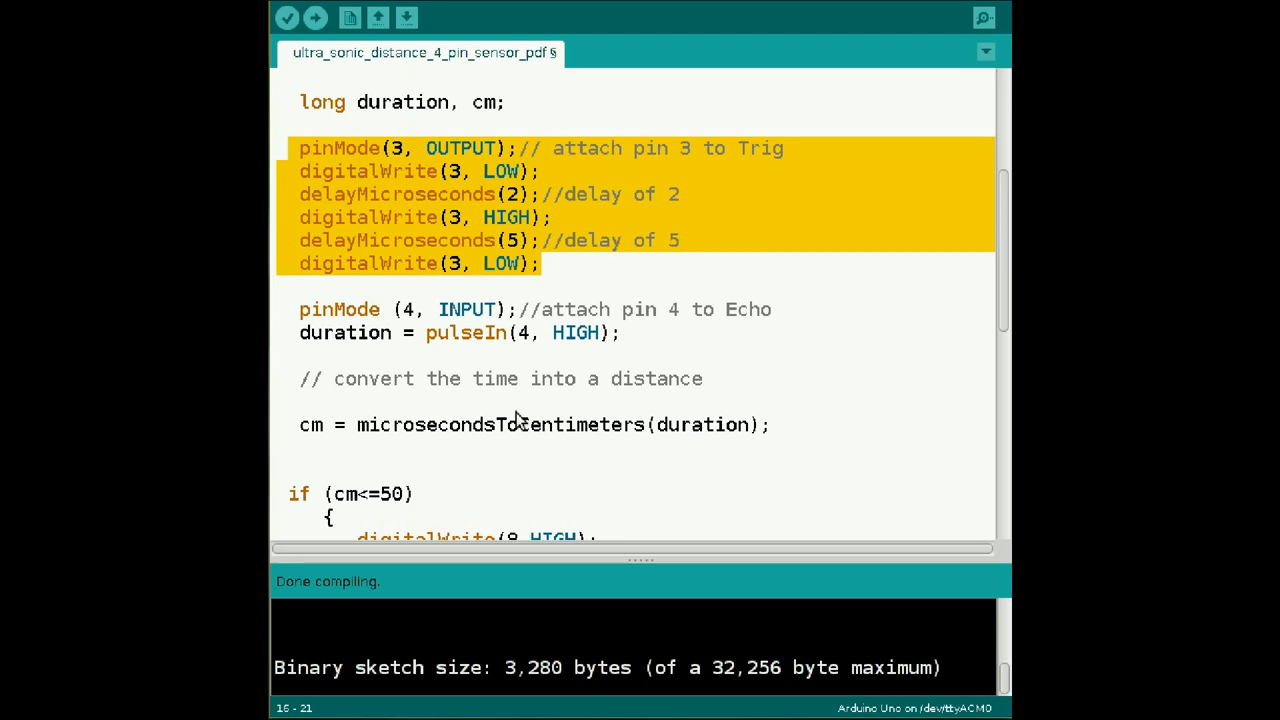 ultra_sonic_distance_4_pin_sensor_pdf §
long duration, cm;
pinMode(3, OUTPUT);// attach pin 3 to Trig
digitalWrite(3, LOW);
delayMicroseconds(2);//delay of 2
digitalWrite(3, HIGH);
delayMicroseconds(5);//delay of 5
digitalWrite(3, LOW);
pinMode (4, INPUT);//attach pin 4 to Echo
duration = pulseIn(4, HIGH);
// convert the time into a distance
cm = microsecondsToCentimeters(duration);
if (cm<=50)
{
digitalWrite(8,HIGH);
Done compiling.
Binary sketch size: 3,280 bytes (of a 32,256 byte maximum)
16 - 21
Arduino Uno on /dev/ttyACM0